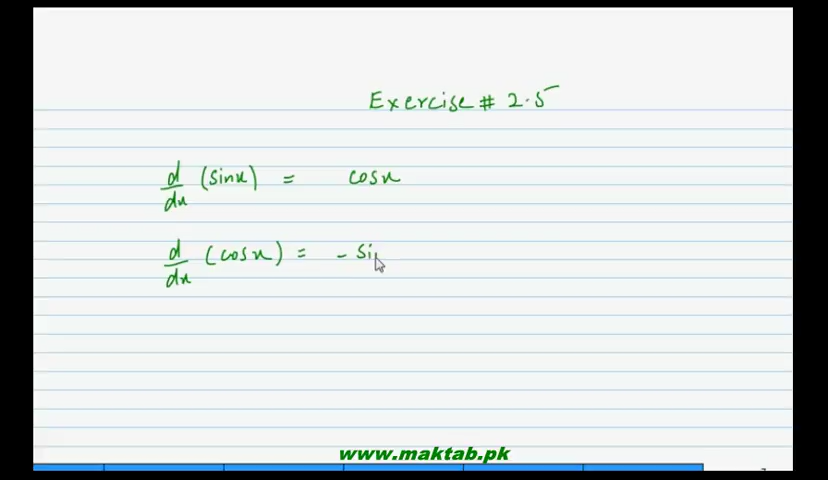 Exercise # 2.5
d/dx (sinx) = cosx
d/dx (cosx) = - Si
www.maktab.pk